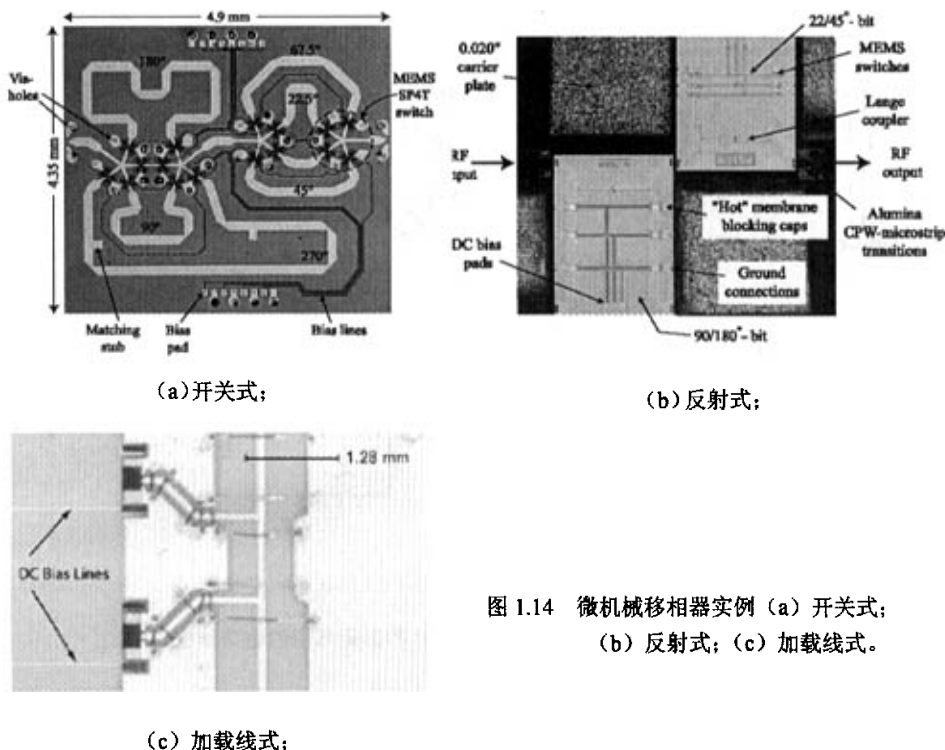 4.9 mm
4.35 mm
Via-
holes
180°
67.5°
22.5°
MEMS
SP4T
switch
45°
90°
270°
Matching
stub
Bias
pad
Bias lines
(a)开关式;
22/45°- bit
0.020"
carrier
plate
MEMS
switches
Lange
coupler
RF
input
RF
output
"Hot" membrane
blocking caps
DC bias
pads
Alumina
CPW-microstrip
transitions
Ground
connections
90/180°- bit
(b)反射式;
1.28 mm
DC Bias Lines
图 1.14 微机械移相器实例(a)开关式;
(b)反射式;(c)加载线式。
(c)加载线式;